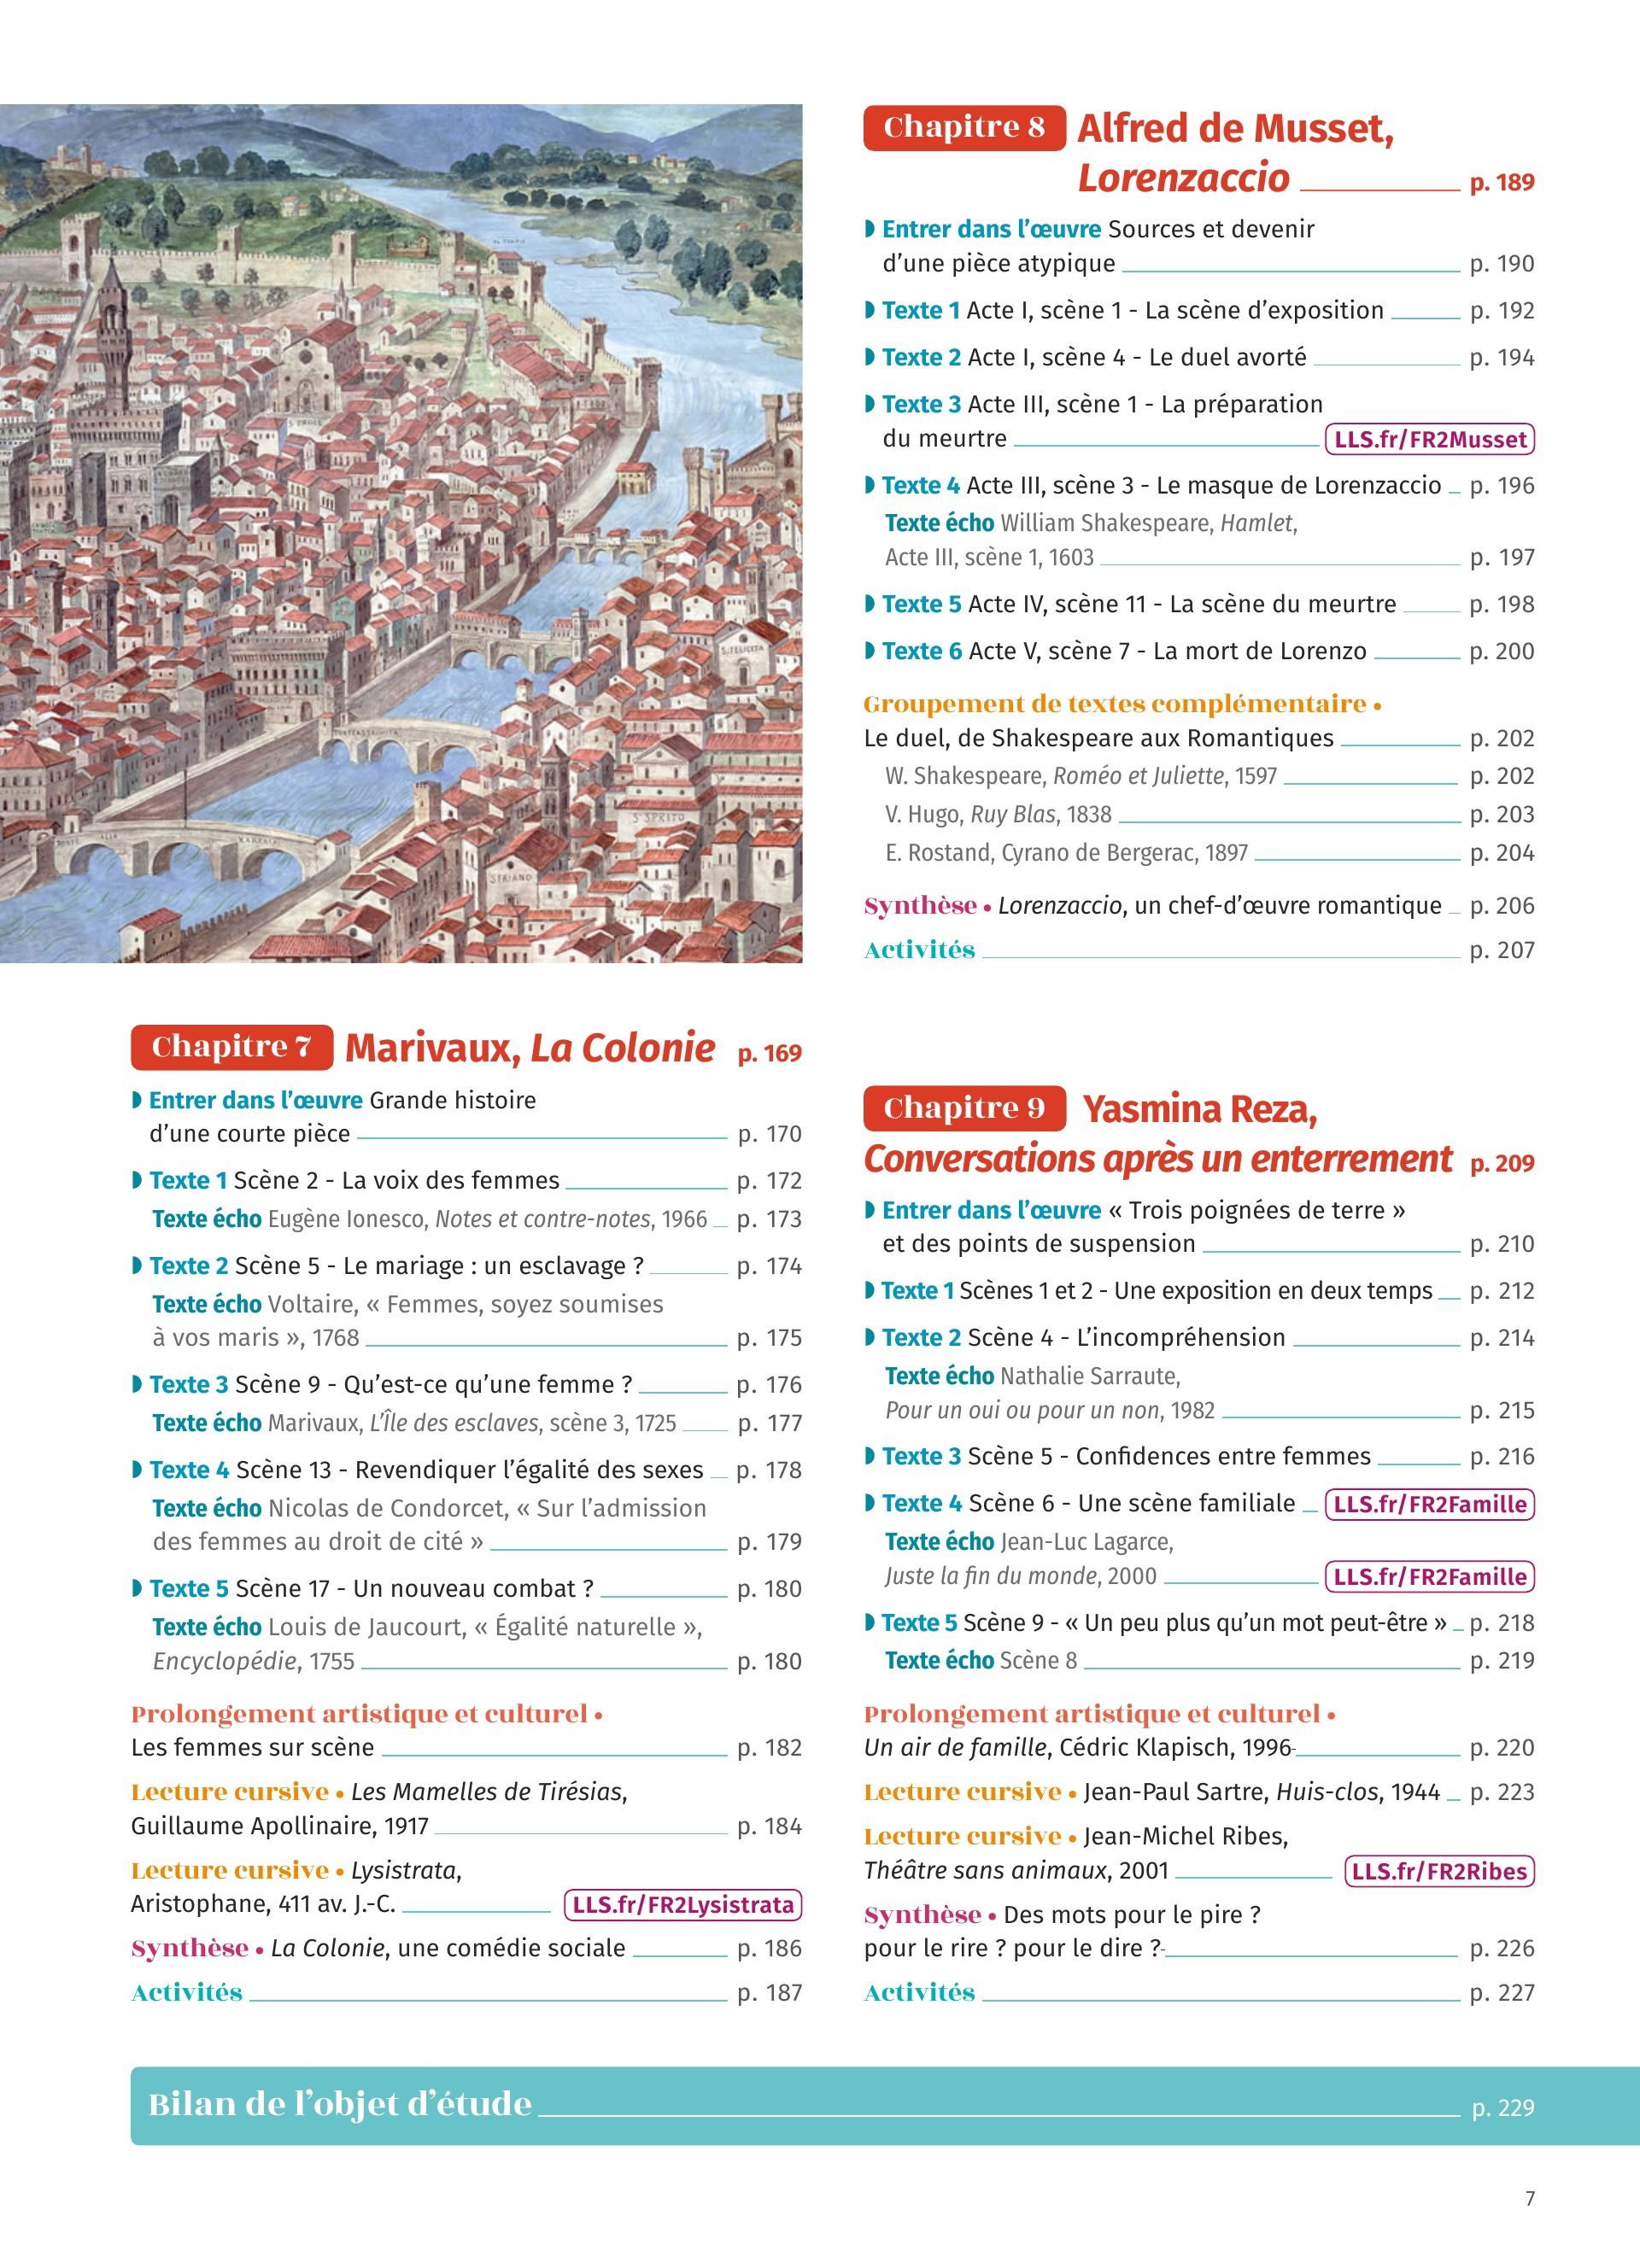 Chapitre 7 Marivaux, La Colonie p. 169
Entrer dans l’œuvre Grande histoire
d’une courte pièce p. 170
Texte 1 Scène 2 - La voix des femmes p. 172
Texte écho Eugène Ionesco, Notes et contre-notes, 1966 p. 173
Texte 2 Scène 5 - Le mariage : un esclavage ? p. 174
Texte écho Voltaire, « Femmes, soyez soumises
à vos maris », 1768 p. 175
Texte 3 Scène 9 - Qu’est-ce qu’une femme ? p. 176
Texte écho Marivaux, L’Île des esclaves, scène 3, 1725 p. 177
Texte 4 Scène 13 - Revendiquer l’égalité des sexes p. 178
Texte écho Nicolas de Condorcet, « Sur l’admission
des femmes au droit de cité » p. 179
Texte 5 Scène 17 - Un nouveau combat ? p. 180
Texte écho Louis de Jaucourt, « Égalité naturelle »,
Encyclopédie, 1755 p. 180
Prolongement artistique et culturel •
Les femmes sur scène p. 182
Lecture cursive • Les Mamelles de Tirésias,
Guillaume Apollinaire, 1917 p. 184
Lecture cursive • Lysistrata,
Aristophane, 411 av. J.-C. LLS.fr/FR2Lysistrata
Synthèse • La Colonie, une comédie sociale p. 186
Activités p. 187
Chapitre 8 Alfred de Musset,
Lorenzaccio p. 189
Entrer dans l’œuvre Sources et devenir
d’une pièce atypique p. 190
Texte 1 Acte I, scène 1 - La scène d’exposition p. 192
Texte 2 Acte I, scène 4 - Le duel avorté p. 194
Texte 3 Acte III, scène 1 - La préparation
du meurtre LLS.fr/FR2Musset
Texte 4 Acte III, scène 3 - Le masque de Lorenzaccio p. 196
Texte écho William Shakespeare, Hamlet,
Acte III, scène 1, 1603 p. 197
Texte 5 Acte IV, scène 11 - La scène du meurtre p. 198
Texte 6 Acte V, scène 7 - La mort de Lorenzo p. 200
Groupement de textes complémentaire •
Le duel, de Shakespeare aux Romantiques p. 202
W. Shakespeare, Roméo et Juliette, 1597 p. 202
V. Hugo, Ruy Blas, 1838 p. 203
E. Rostand, Cyrano de Bergerac, 1897 p. 204
Synthèse • Lorenzaccio, un chef-d’œuvre romantique p. 206
Activités p. 207
Chapitre 9 Yasmina Reza,
Conversations après un enterrement p. 209
Entrer dans l’œuvre « Trois poignées de terre »
et des points de suspension p. 210
Texte 1 Scènes 1 et 2 - Une exposition en deux temps p. 212
Texte 2 Scène 4 - L’incompréhension p. 214
Texte écho Nathalie Sarraute,
Pour un oui ou pour un non, 1982 p. 215
Texte 3 Scène 5 - Confidences entre femmes p. 216
Texte 4 Scène 6 - Une scène familiale LLS.fr/FR2Famille
Texte écho Jean-Luc Lagarce,
Juste la fin du monde, 2000 LLS.fr/FR2Famille
Texte 5 Scène 9 - « Un peu plus qu’un mot peut-être » p. 218
Texte écho Scène 8 p. 219
Prolongement artistique et culturel •
Un air de famille, Cédric Klapisch, 1996 p. 220
Lecture cursive • Jean-Paul Sartre, Huis-clos, 1944 p. 223
Lecture cursive • Jean-Michel Ribes,
Théâtre sans animaux, 2001 LLS.fr/FR2Ribes
Synthèse • Des mots pour le pire ?
pour le rire ? pour le dire ? p. 226
Activités p. 227
Bilan de l’objet d’étude p. 229
7